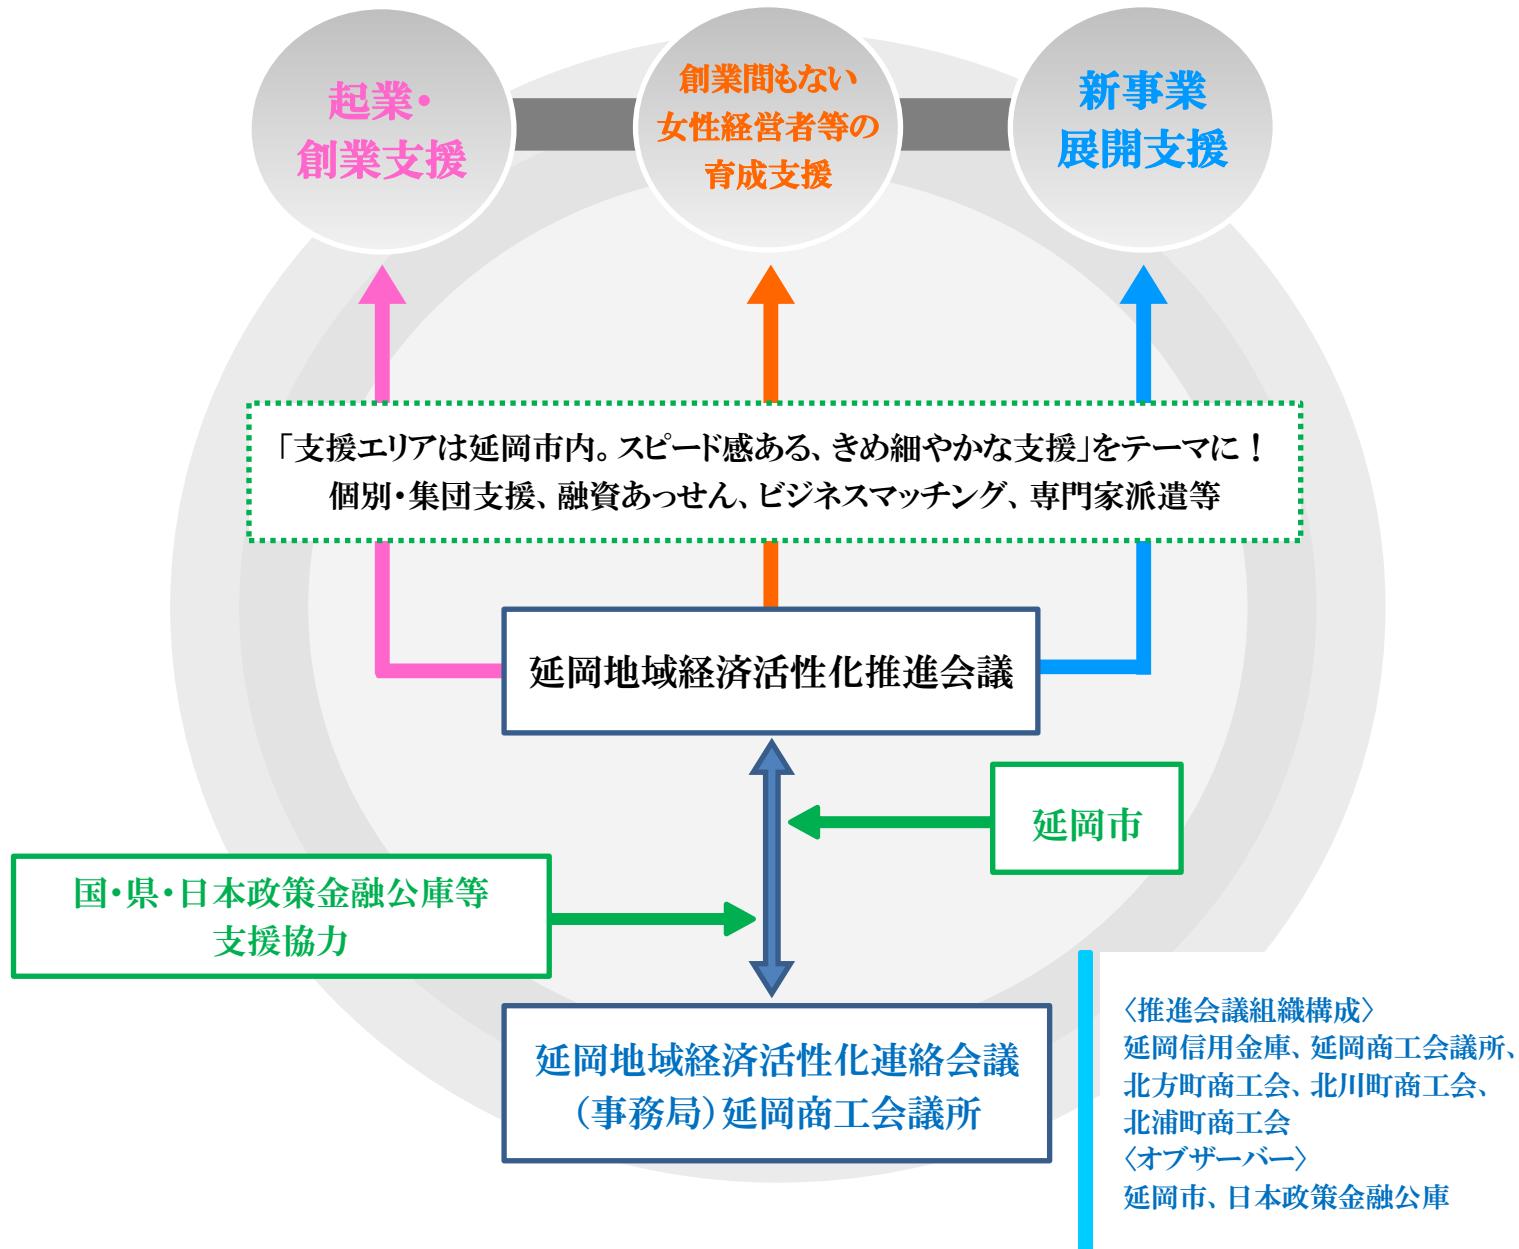 起業・
創業支援
創業間もない
女性経営者等の
育成支援
新事業
展開支援
「支援エリアは延岡市内。スピード感ある、きめ細やかな支援」をテーマに！
個別・集団支援、融資あっせん、ビジネスマッチング、専門家派遣等
延岡地域経済活性化推進会議
延岡市
国・県・日本政策金融公庫等
支援協力
延岡地域経済活性化連絡会議
（事務局）延岡商工会議所
〈推進会議組織構成〉
延岡信用金庫、延岡商工会議所、
北方町商工会、北川町商工会、
北浦町商工会
〈オブザーバー〉
延岡市、日本政策金融公庫